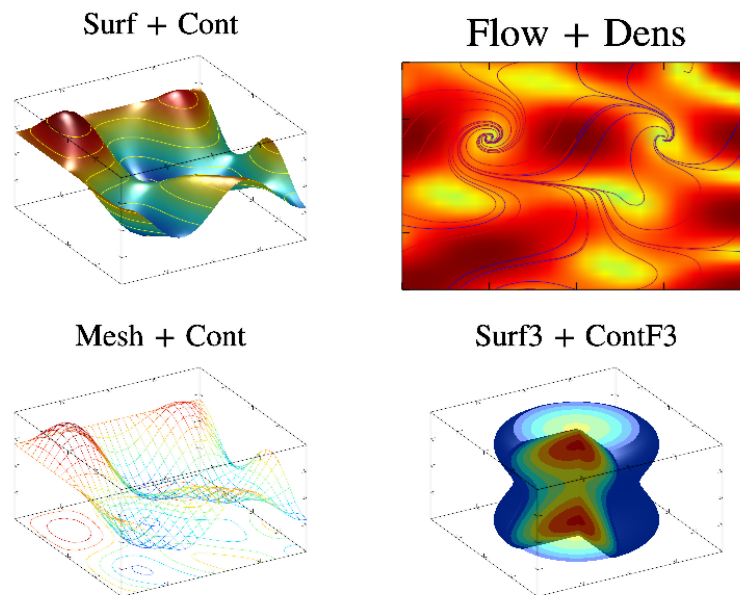 Surf + Cont
Flow + Dens
Mesh + Cont
Surf3 + ContF3